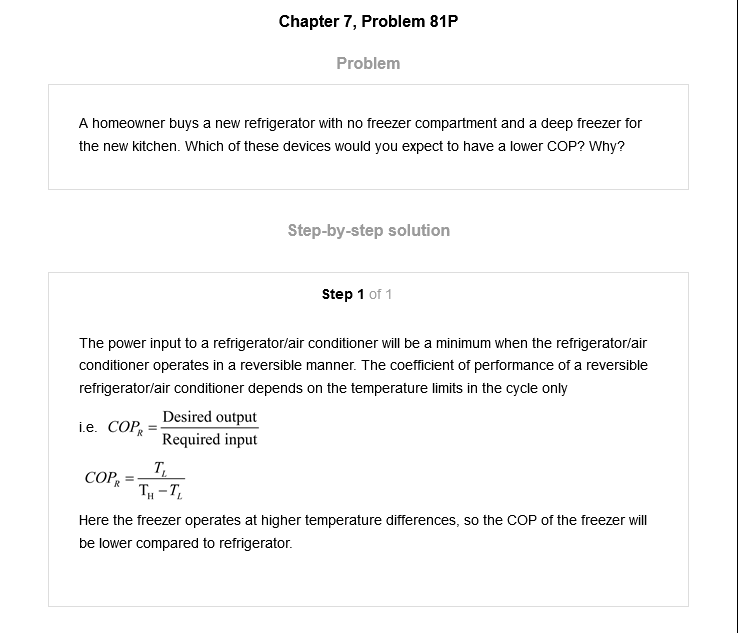 Chapter 7, Problem 81P
Problem
A homeowner buys a new refrigerator with no freezer compartment and a deep freezer for
the new kitchen. Which of these devices would you expect to have a lower COP? Why?
Step-by-step solution
Step 1 of 1
The power input to a refrigerator/air conditioner will be a minimum when the refrigerator/air
conditioner operates in a reversible manner. The coefficient of performance of a reversible
refrigerator/air conditioner depends on the temperature limits in the cycle only
i.e. COP_R = Desired output / Required input
COP_R = T_L / T_H − T_L
Here the freezer operates at higher temperature differences, so the COP of the freezer will
be lower compared to refrigerator.